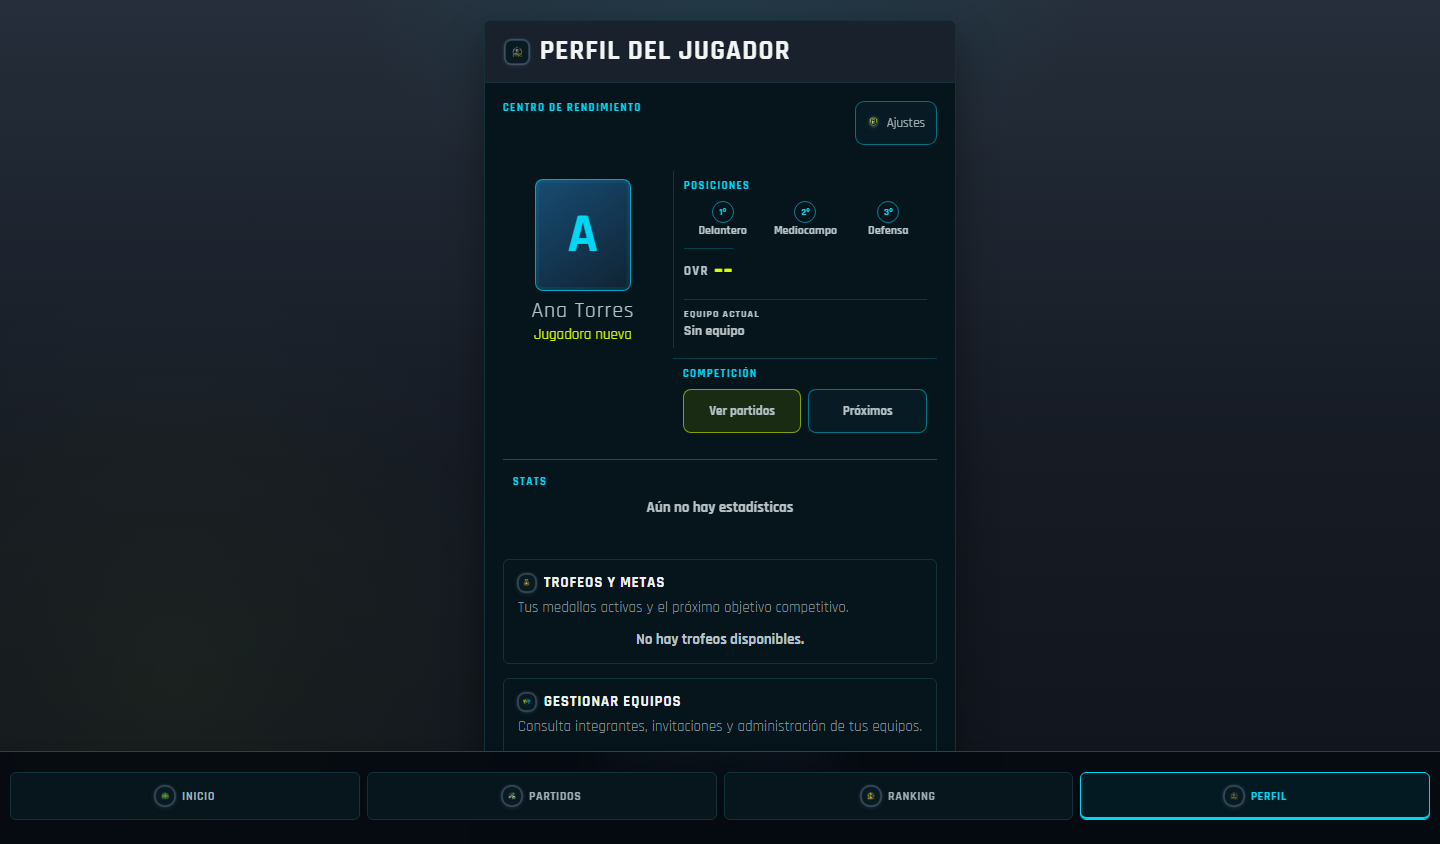 PERFIL DEL JUGADOR
CENTRO DE RENDIMIENTO
Ajustes
A
Ana Torres
Jugadora nueva
POSICIONES
1º 2º 3º
Delantero Mediocampo Defensa
OVR --
EQUIPO ACTUAL
Sin equipo
COMPETICIÓN
Ver partidos Próximos
STATS
Aún no hay estadísticas
TROFEOS Y METAS
Tus medallas activas y el próximo objetivo competitivo.
No hay trofeos disponibles.
GESTIONAR EQUIPOS
Consulta integrantes, invitaciones y administración de tus equipos.
INICIO PARTIDOS RANKING PERFIL